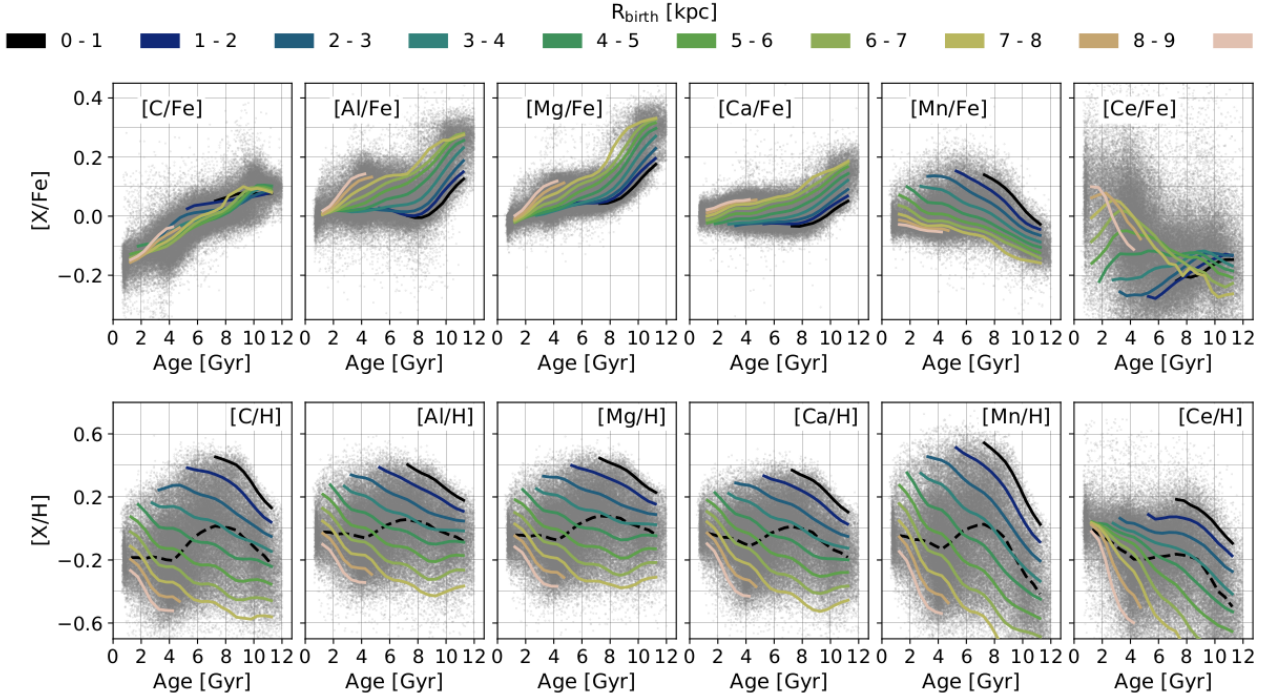 R_birth [kpc]
0 - 1 1 - 2 2 - 3 3 - 4 4 - 5 5 - 6 6 - 7 7 - 8 8 - 9
[C/Fe] [Al/Fe] [Mg/Fe] [Ca/Fe] [Mn/Fe] [Ce/Fe]
[X/Fe]
0.4
0.2
0.0
−0.2
0 2 4 6 8 10 12 0 2 4 6 8 10 12 0 2 4 6 8 10 12 0 2 4 6 8 10 12 0 2 4 6 8 10 12 0 2 4 6 8 10 12
Age [Gyr] Age [Gyr] Age [Gyr] Age [Gyr] Age [Gyr] Age [Gyr]
[C/H] [Al/H] [Mg/H] [Ca/H] [Mn/H] [Ce/H]
[X/H]
0.6
0.2
−0.2
−0.6
0 2 4 6 8 10 12 0 2 4 6 8 10 12 0 2 4 6 8 10 12 0 2 4 6 8 10 12 0 2 4 6 8 10 12 0 2 4 6 8 10 12
Age [Gyr] Age [Gyr] Age [Gyr] Age [Gyr] Age [Gyr] Age [Gyr]